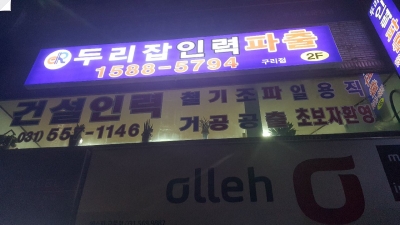 두리잡인력파출
1588-5794 구리점 2F
건설인력 철기조파일용직
(031) 55 -1146 거공공출 초보자환영
olleh